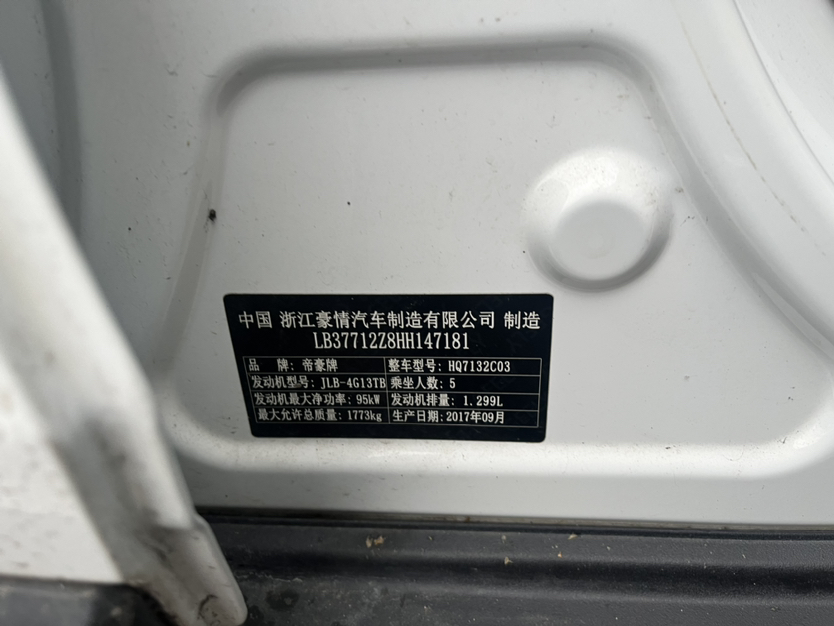 中国 浙江豪情汽车制造有限公司 制造
LB37712Z8HH147181
品 牌: 帝豪牌 整车型号: HQ7132C03
发动机型号: JLB-4G13TB 乘坐人数: 5
发动机最大净功率: 95kW 发动机排量: 1.299L
最大允许总质量: 1773kg 生产日期: 2017年09月